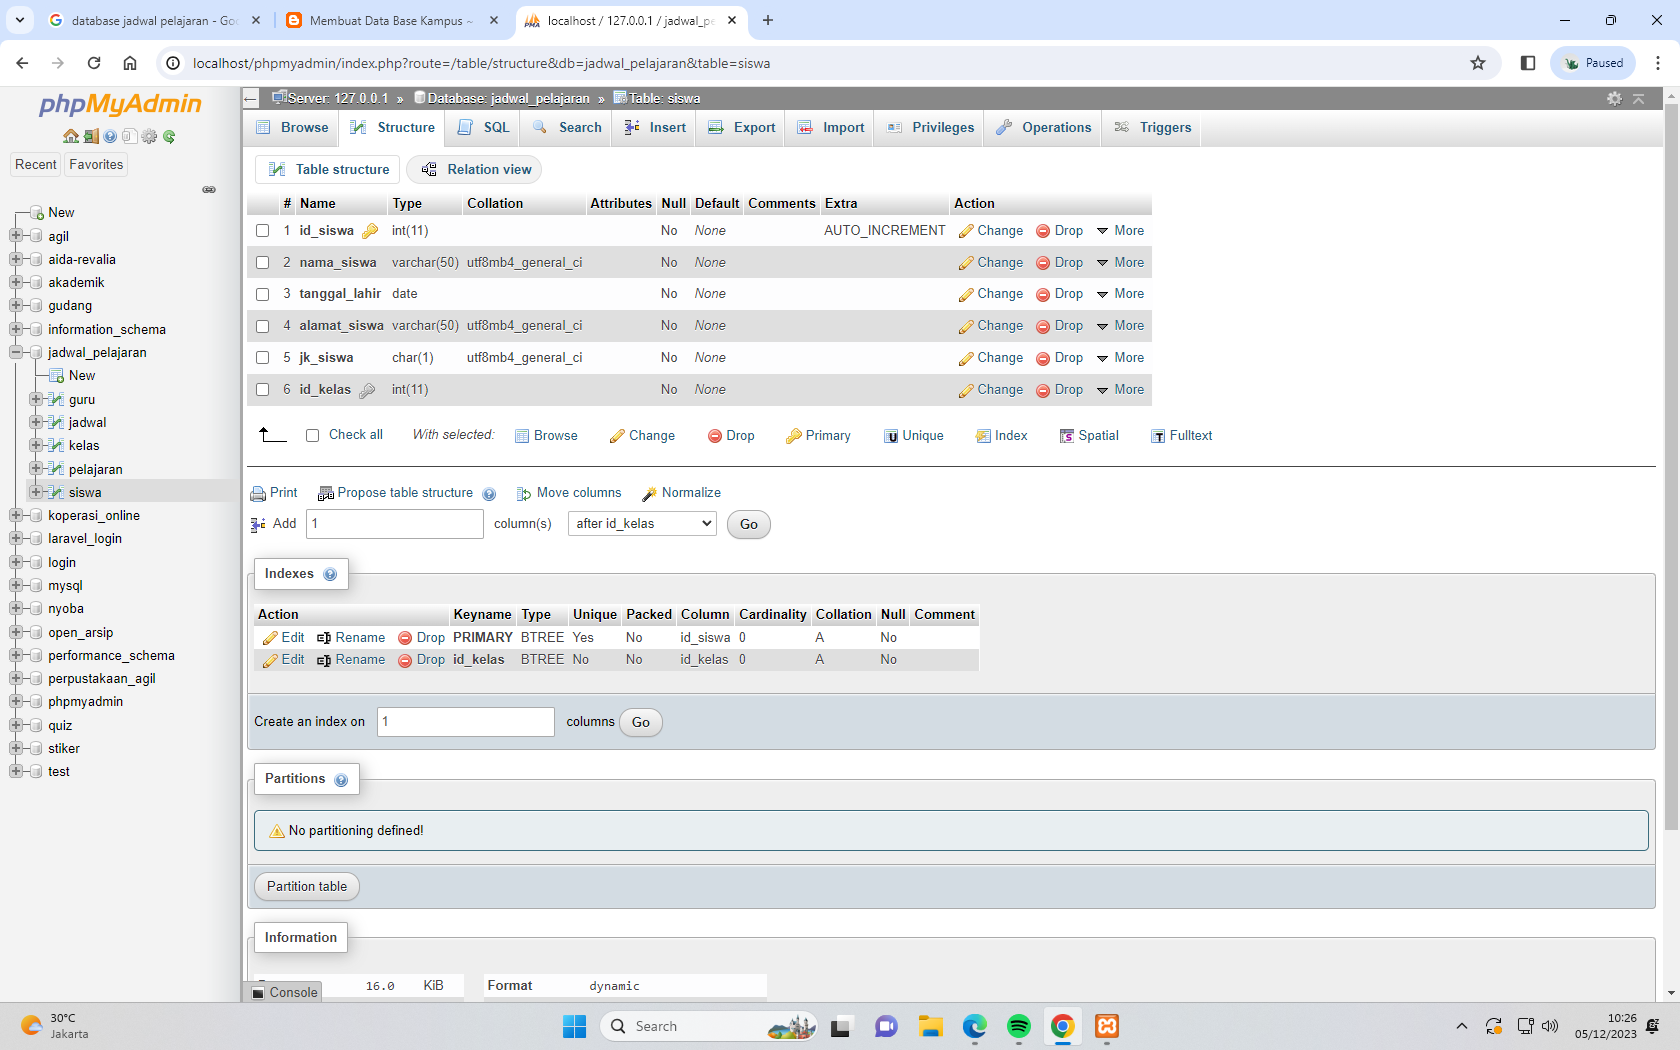 database jadwal pelajaran - Goo
Membuat Data Base Kampus ~
localhost / 127.0.0.1 / jadwal_pe
localhost/phpmyadmin/index.php?route=/table/structure&db=jadwal_pelajaran&table=siswa
Paused
phpMyAdmin
Recent
Favorites
New
agil
aida-revalia
akademik
gudang
information_schema
jadwal_pelajaran
New
guru
jadwal
kelas
pelajaran
siswa
koperasi_online
laravel_login
login
mysql
nyoba
open_arsip
performance_schema
perpustakaan_agil
phpmyadmin
quiz
stiker
test
Server: 127.0.0.1 » Database: jadwal_pelajaran » Table: siswa
Browse Structure SQL Search Insert Export Import Privileges Operations Triggers
Table structure Relation view
# Name Type Collation Attributes Null Default Comments Extra Action
1 id_siswa int(11) No None AUTO_INCREMENT Change Drop More
2 nama_siswa varchar(50) utf8mb4_general_ci No None Change Drop More
3 tanggal_lahir date No None Change Drop More
4 alamat_siswa varchar(50) utf8mb4_general_ci No None Change Drop More
5 jk_siswa char(1) utf8mb4_general_ci No None Change Drop More
6 id_kelas int(11) No None Change Drop More
Check all With selected: Browse Change Drop Primary Unique Index Spatial Fulltext
Print Propose table structure Move columns Normalize
Add 1 column(s) after id_kelas Go
Indexes
Action Keyname Type Unique Packed Column Cardinality Collation Null Comment
Edit Rename Drop PRIMARY BTREE Yes No id_siswa 0 A No
Edit Rename Drop id_kelas BTREE No No id_kelas 0 A No
Create an index on 1 columns Go
Partitions
No partitioning defined!
Partition table
Information
16.0 KiB Format dynamic
Console
30°C
Jakarta
Search
10:26
05/12/2023